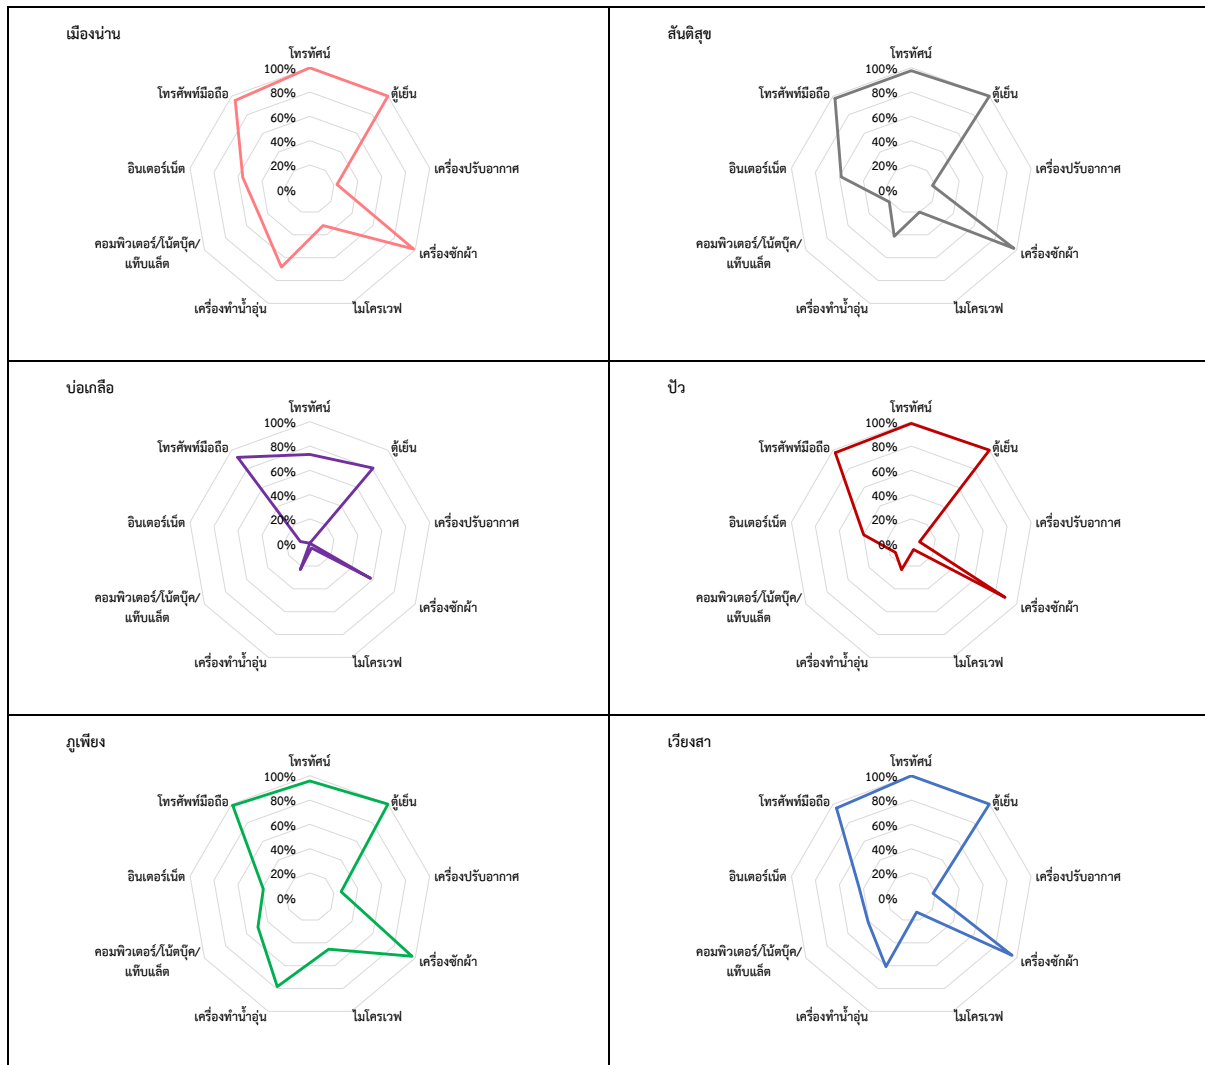 เมืองน่าน
โทรทัศน์
100%
โทรศัพท์มือถือ
ตู้เย็น
80%
60%
40%
อินเตอร์เน็ต
เครื่องปรับอากาศ
20%
0%
คอมพิวเตอร์/โน้ตบุ๊ค/
แท๊บแล็ต
เครื่องซักผ้า
เครื่องทำน้ำอุ่น
ไมโครเวฟ
สันติสุข
โทรทัศน์
100%
โทรศัพท์มือถือ
ตู้เย็น
80%
60%
40%
อินเตอร์เน็ต
เครื่องปรับอากาศ
20%
0%
คอมพิวเตอร์/โน้ตบุ๊ค/
แท๊บแล็ต
เครื่องซักผ้า
เครื่องทำน้ำอุ่น
ไมโครเวฟ
บ่อเกลือ
โทรทัศน์
100%
โทรศัพท์มือถือ
ตู้เย็น
80%
60%
40%
อินเตอร์เน็ต
เครื่องปรับอากาศ
20%
0%
คอมพิวเตอร์/โน้ตบุ๊ค/
แท๊บแล็ต
เครื่องซักผ้า
เครื่องทำน้ำอุ่น
ไมโครเวฟ
ปัว
โทรทัศน์
100%
โทรศัพท์มือถือ
ตู้เย็น
80%
60%
40%
อินเตอร์เน็ต
เครื่องปรับอากาศ
20%
0%
คอมพิวเตอร์/โน้ตบุ๊ค/
แท๊บแล็ต
เครื่องซักผ้า
เครื่องทำน้ำอุ่น
ไมโครเวฟ
ภูเพียง
โทรทัศน์
100%
โทรศัพท์มือถือ
ตู้เย็น
80%
60%
40%
อินเตอร์เน็ต
เครื่องปรับอากาศ
20%
0%
คอมพิวเตอร์/โน้ตบุ๊ค/
แท๊บแล็ต
เครื่องซักผ้า
เครื่องทำน้ำอุ่น
ไมโครเวฟ
เวียงสา
โทรทัศน์
100%
โทรศัพท์มือถือ
ตู้เย็น
80%
60%
40%
อินเตอร์เน็ต
เครื่องปรับอากาศ
20%
0%
คอมพิวเตอร์/โน้ตบุ๊ค/
แท๊บแล็ต
เครื่องซักผ้า
เครื่องทำน้ำอุ่น
ไมโครเวฟ